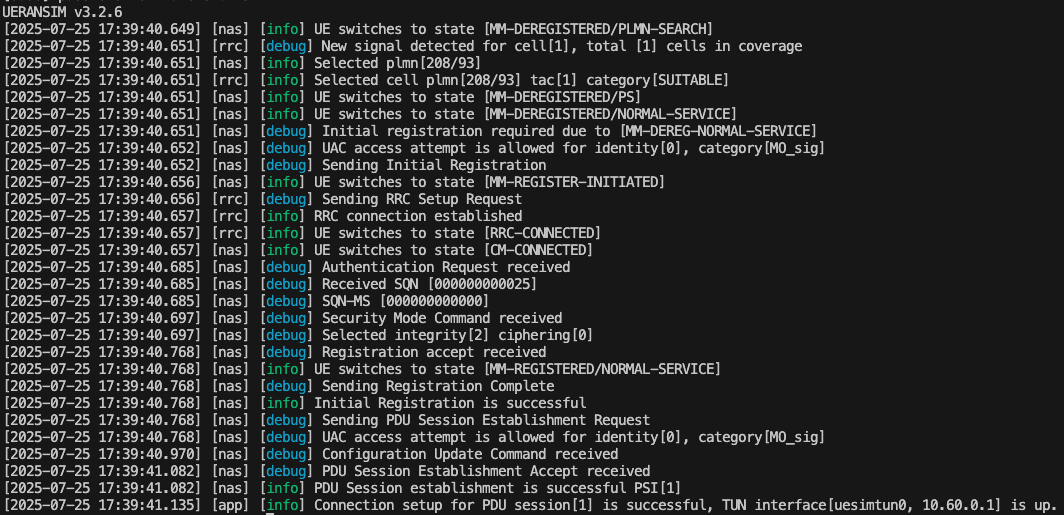 UERANSIM v3.2.6
[2025-07-25 17:39:40.649] [nas] [info] UE switches to state [MM-DEREGISTERED/PLMN-SEARCH]
[2025-07-25 17:39:40.651] [rrc] [debug] New signal detected for cell[1], total [1] cells in coverage
[2025-07-25 17:39:40.651] [nas] [info] Selected plmn[208/93]
[2025-07-25 17:39:40.651] [rrc] [info] Selected cell plmn[208/93] tac[1] category[SUITABLE]
[2025-07-25 17:39:40.651] [nas] [info] UE switches to state [MM-DEREGISTERED/PS]
[2025-07-25 17:39:40.651] [nas] [info] UE switches to state [MM-DEREGISTERED/NORMAL-SERVICE]
[2025-07-25 17:39:40.651] [nas] [debug] Initial registration required due to [MM-DEREG-NORMAL-SERVICE]
[2025-07-25 17:39:40.652] [nas] [debug] UAC access attempt is allowed for identity[0], category[MO_sig]
[2025-07-25 17:39:40.652] [nas] [debug] Sending Initial Registration
[2025-07-25 17:39:40.656] [nas] [info] UE switches to state [MM-REGISTER-INITIATED]
[2025-07-25 17:39:40.656] [rrc] [debug] Sending RRC Setup Request
[2025-07-25 17:39:40.657] [rrc] [info] RRC connection established
[2025-07-25 17:39:40.657] [rrc] [info] UE switches to state [RRC-CONNECTED]
[2025-07-25 17:39:40.657] [nas] [info] UE switches to state [CM-CONNECTED]
[2025-07-25 17:39:40.685] [nas] [debug] Authentication Request received
[2025-07-25 17:39:40.685] [nas] [debug] Received SQN [000000000025]
[2025-07-25 17:39:40.685] [nas] [debug] SQN-MS [000000000000]
[2025-07-25 17:39:40.697] [nas] [debug] Security Mode Command received
[2025-07-25 17:39:40.697] [nas] [debug] Selected integrity[2] ciphering[0]
[2025-07-25 17:39:40.768] [nas] [debug] Registration accept received
[2025-07-25 17:39:40.768] [nas] [info] UE switches to state [MM-REGISTERED/NORMAL-SERVICE]
[2025-07-25 17:39:40.768] [nas] [debug] Sending Registration Complete
[2025-07-25 17:39:40.768] [nas] [info] Initial Registration is successful
[2025-07-25 17:39:40.768] [nas] [debug] Sending PDU Session Establishment Request
[2025-07-25 17:39:40.768] [nas] [debug] UAC access attempt is allowed for identity[0], category[MO_sig]
[2025-07-25 17:39:40.970] [nas] [debug] Configuration Update Command received
[2025-07-25 17:39:41.082] [nas] [debug] PDU Session Establishment Accept received
[2025-07-25 17:39:41.082] [nas] [info] PDU Session establishment is successful PSI[1]
[2025-07-25 17:39:41.135] [app] [info] Connection setup for PDU session[1] is successful, TUN interface[uesimtun0, 10.60.0.1] is up.